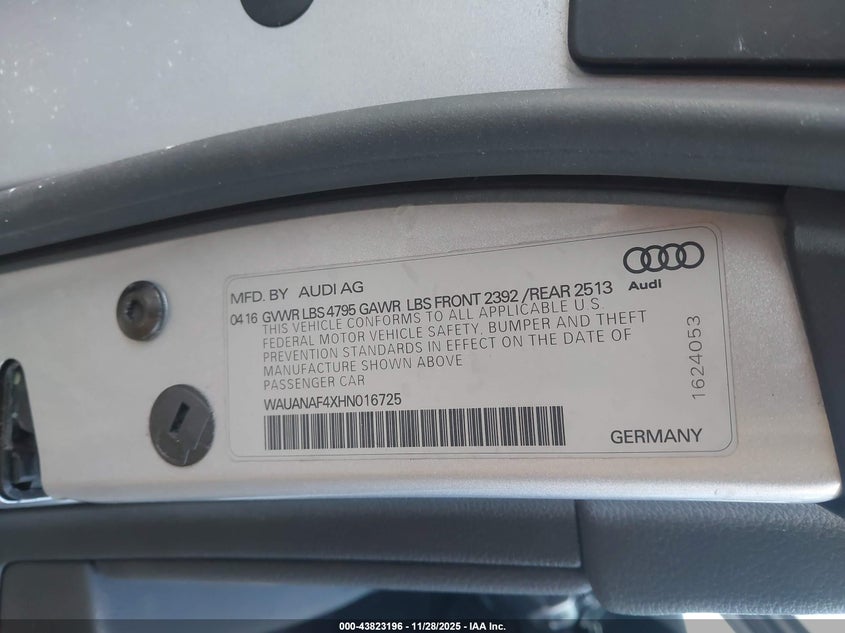 MFD. BY AUDI AG
Audi
04 16 GVWR LBS 4795 GAWR LBS FRONT 2392 /REAR 2513
THIS VEHICLE CONFORMS TO ALL APPLICABLE U.S.
FEDERAL MOTOR VEHICLE SAFETY, BUMPER AND THEFT
PREVENTION STANDARDS IN EFFECT ON THE DATE OF
MANUFACTURE SHOWN ABOVE
PASSENGER CAR
1624053
WAUANAF4XHN016725
GERMANY
000-43823196 - 11/28/2025 - IAA Inc.